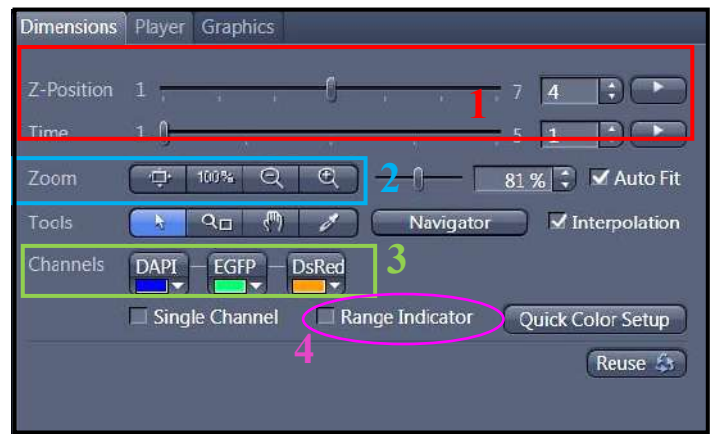 Dimensions Player Graphics
Z-Position 1 7 4
1
Time 1 5 1
Zoom 100% 2 81 % Auto Fit
Tools Navigator Interpolation
Channels DAPI EGFP DsRed 3
Single Channel Range Indicator Quick Color Setup
4
Reuse